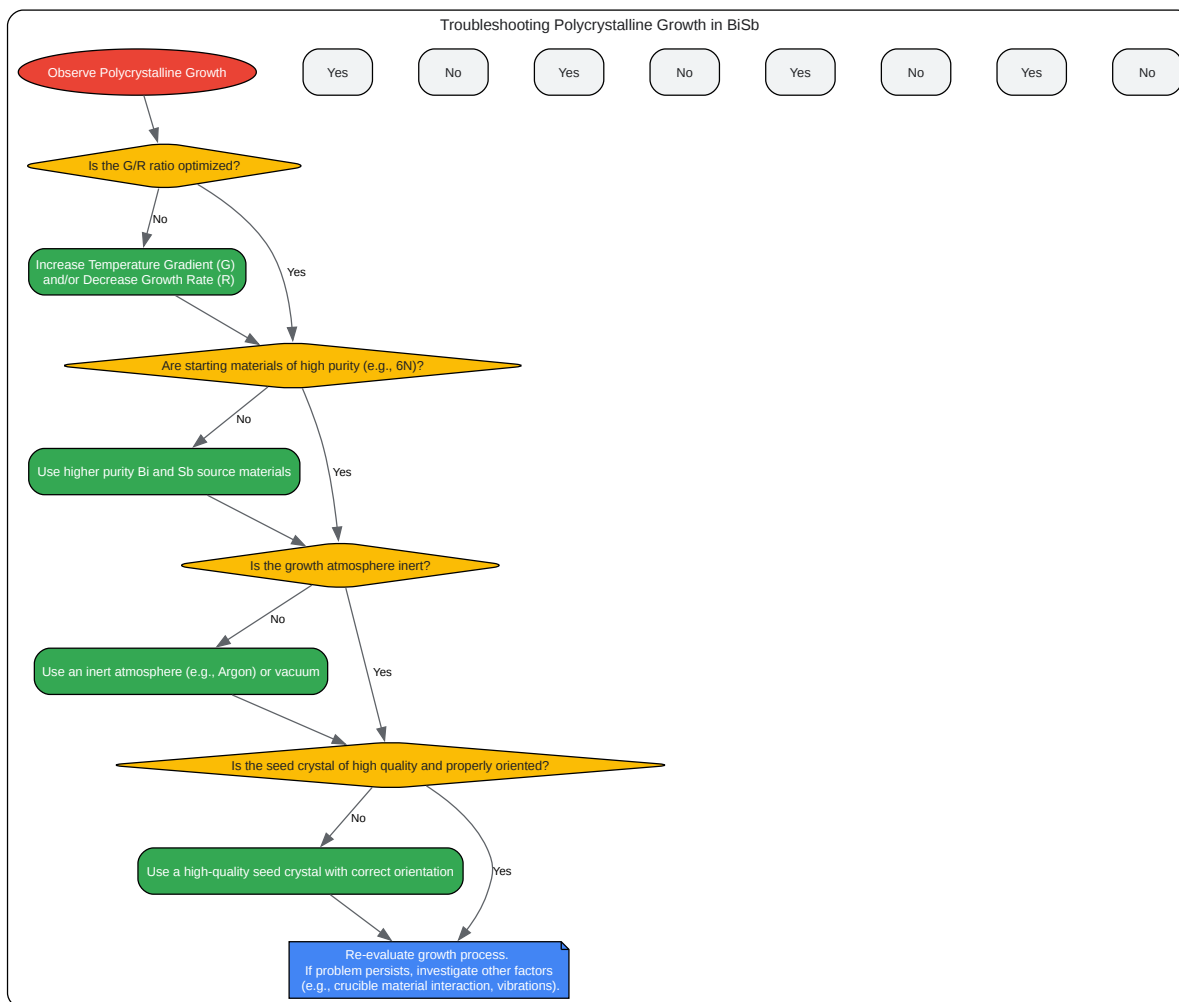 Troubleshooting Polycrystalline Growth in BiSb
Observe Polycrystalline Growth
Yes
No
Yes
No
Yes
No
Yes
No
Is the G/R ratio optimized?
No
Increase Temperature Gradient (G)
and/or Decrease Growth Rate (R)
Yes
Are starting materials of high purity (e.g., 6N)?
No
Use higher purity Bi and Sb source materials
Yes
Is the growth atmosphere inert?
No
Use an inert atmosphere (e.g., Argon) or vacuum
Yes
Is the seed crystal of high quality and properly oriented?
No
Use a high-quality seed crystal with correct orientation
Yes
Re-evaluate growth process.
If problem persists, investigate other factors
(e.g., crucible material interaction, vibrations).